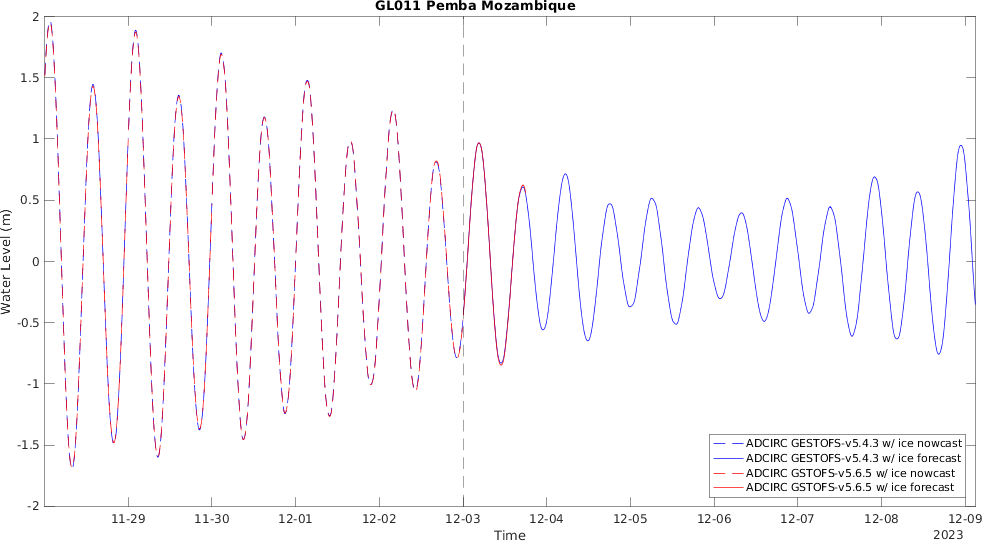 GL011 Pemba Mozambique
2
1.5
1
0.5
0
-0.5
-1
-1.5
-2
Water Level (m)
11-29 11-30 12-01 12-02 12-03 12-04 12-05 12-06 12-07 12-08 12-09
2023
Time
ADCIRC GESTOFS-v5.4.3 w/ ice nowcast
ADCIRC GESTOFS-v5.4.3 w/ ice forecast
ADCIRC GSTOFS-v5.6.5 w/ ice nowcast
ADCIRC GSTOFS-v5.6.5 w/ ice forecast